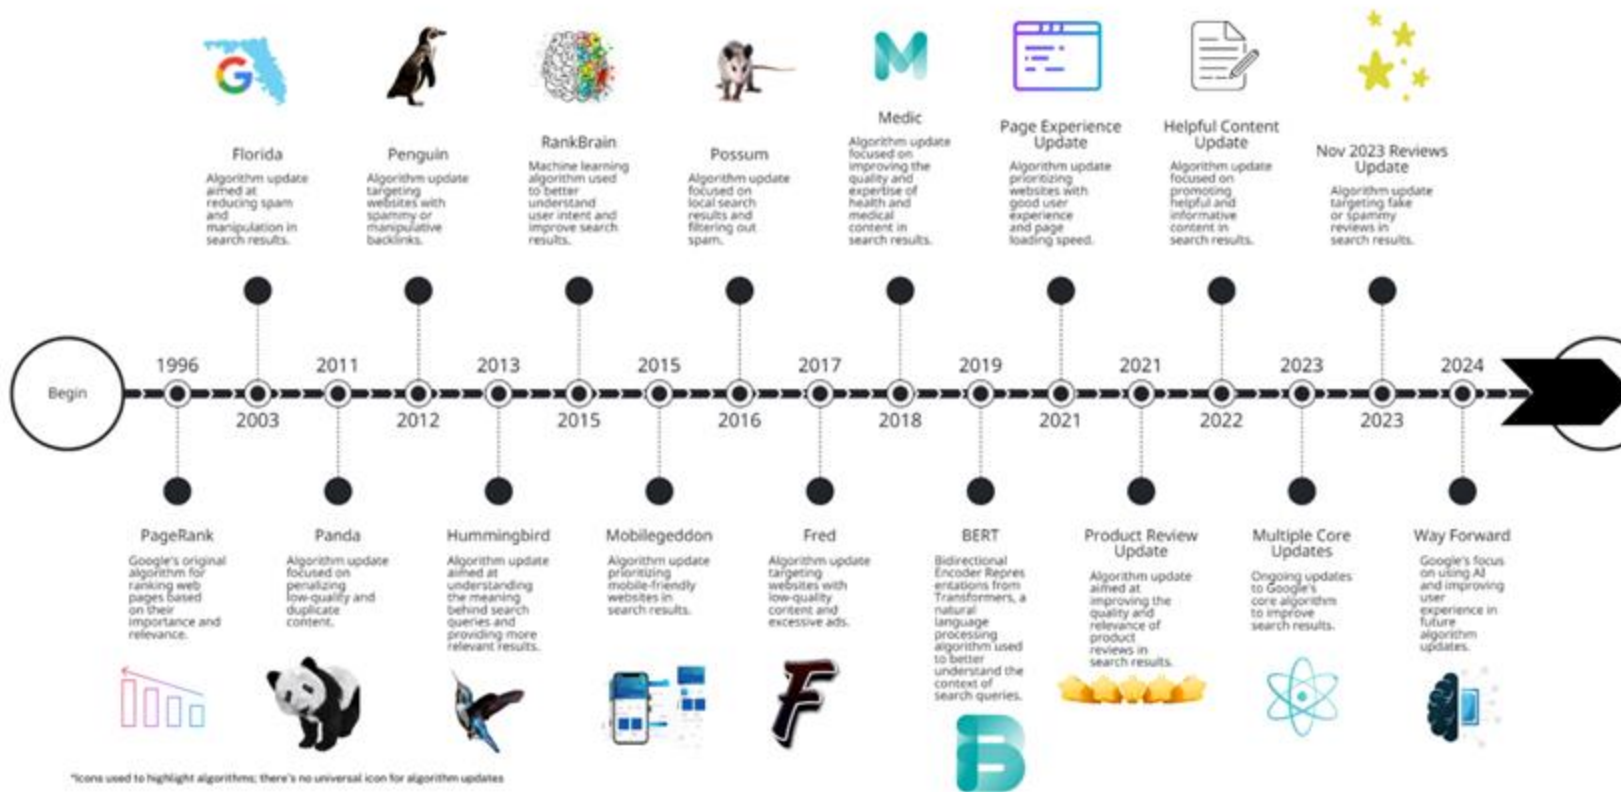 Florida
Algorithm update
aimed at
reducing spam
and
manipulation in
search results.
Penguin
Algorithm update
targeting
websites with
spammy or
manipulative
backlinks.
RankBrain
Machine learning
algorithm used
to better
understand
user intent and
improve search
results.
Possum
Algorithm update
focused on
local search
results and
filtering out
spam.
Medic
Algorithm update
focused on
improving the
quality and
expertise of
health and
medical
content in
search results.
Page Experience
Update
Algorithm update
prioritizing
websites with
good user
experience
and page
loading speed.
Helpful Content
Update
Algorithm update
focused on
promoting
helpful and
informative
content in
search results.
Nov 2023 Reviews
Update
Algorithm update
targeting fake
or spammy
reviews in
search results.
Begin
1996
2003
2011
2012
2013
2015
2015
2016
2017
2018
2019
2021
2021
2022
2023
2023
2024
PageRank
Google's original
algorithm for
ranking web
pages based
on their
importance and
relevance.
Panda
Algorithm update
focused on
penalizing
low-quality and
duplicate
content.
Hummingbird
Algorithm update
aimed at
understanding
the meaning
behind search
queries and
providing more
relevant results.
Mobilegeddon
Algorithm update
prioritizing
mobile-friendly
websites in
search results.
Fred
Algorithm update
targeting
websites with
low-quality
content and
excessive ads.
BERT
Bidirectional
Encoder Repres
entations from
Transformers, a
natural
language
processing
algorithm used
to better
understand the
context of
search queries.
Product Review
Update
Algorithm update
aimed at
improving the
quality and
relevance of
product
reviews in
search results.
Multiple Core
Updates
Ongoing updates
to Google's
core algorithm
to improve
search results.
Way Forward
Google's focus
on using AI
and improving
user
experience in
future
algorithm
updates.
*Icons used to highlight algorithms; there's no universal icon for algorithm updates